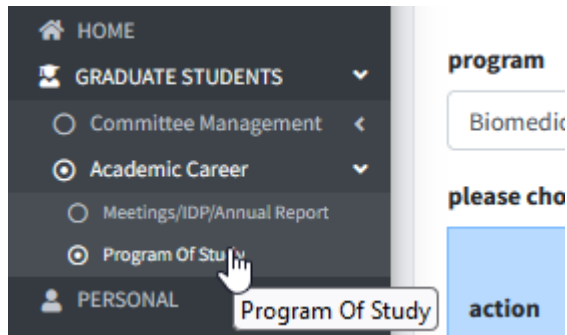 HOME
GRADUATE STUDENTS
Committee Management
Academic Career
Meetings/IDP/Annual Report
Program Of Study
PERSONAL
Program Of Study
program
Biomedic
please cho
action